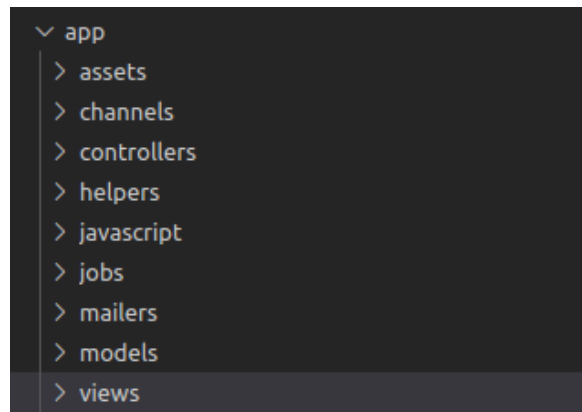 app
assets
channels
controllers
helpers
javascript
jobs
mailers
models
views